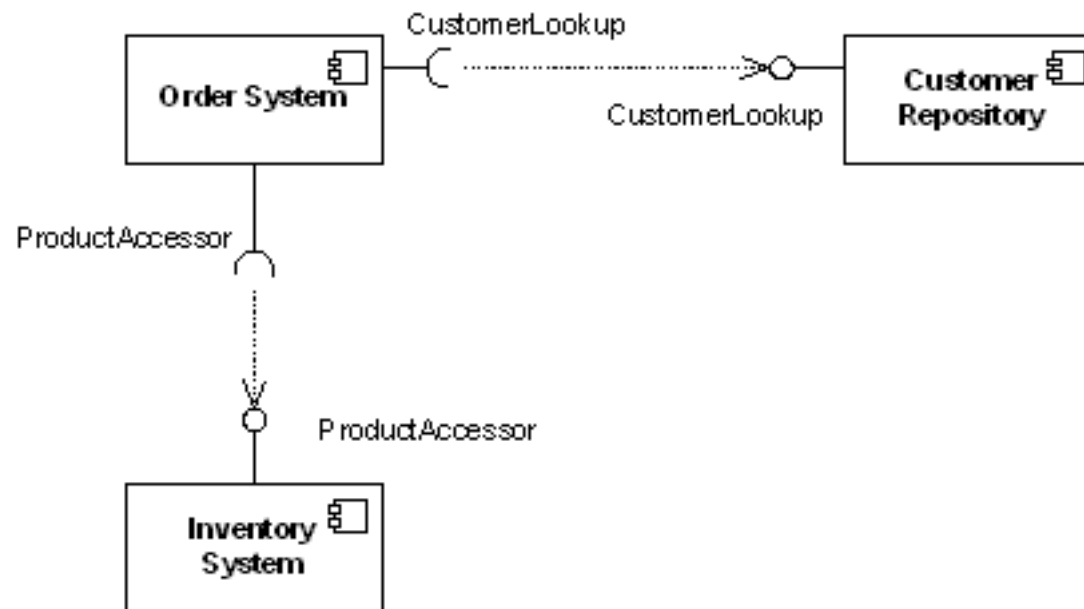 CustomerLookup
Order System
Customer
Repository
CustomerLookup
ProductAccessor
ProductAccessor
Inventory
System